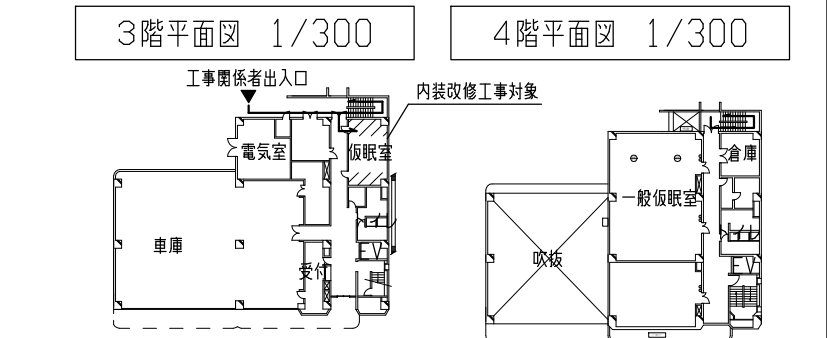 3階平面図 1/300
4階平面図 1/300
工事関係者出入口
内装改修工事対象
電気室
仮眠室
倉庫
一般仮眠室
車庫
受付
EV
吹抜
EV